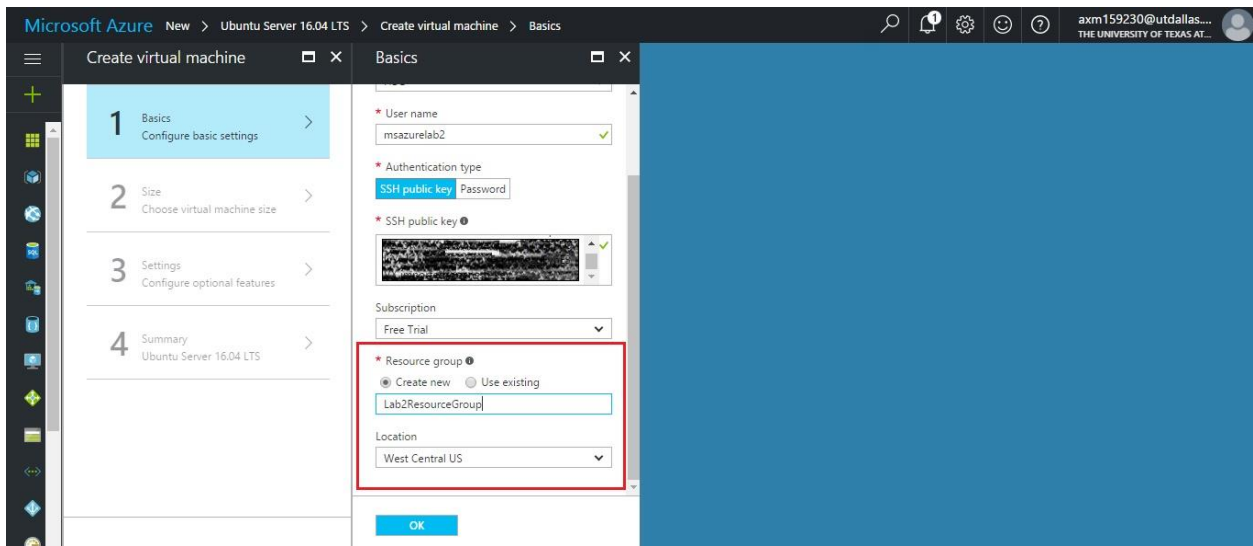 Microsoft Azure New > Ubuntu Server 16.04 LTS > Create virtual machine > Basics
1
axm159230@utdallas....
THE UNIVERSITY OF TEXAS AT...
Create virtual machine
1
Basics
Configure basic settings
2
Size
Choose virtual machine size
3
Settings
Configure optional features
4
Summary
Ubuntu Server 16.04 LTS
Basics
* User name
msazurelab2
* Authentication type
SSH public key Password
* SSH public key
Subscription
Free Trial
* Resource group
Create new Use existing
Lab2ResourceGroup
Location
West Central US
OK
SQL